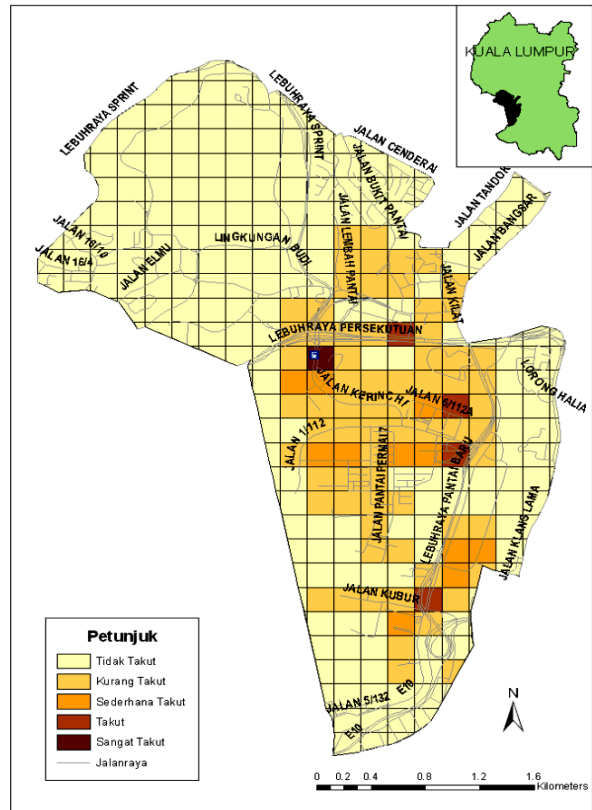 KUALA LUMPUR
LEBUHRAYA SPRINT
LEBUHRAYA SPRINT
JALAN CENDERAI
JALAN BUKIT PANTAI
JALAN TANDOK
JALAN BANGSAR
JALAN LEMBAH PANTAI
JALAN 16/10
JALAN 16/4
JALAN ELMU
LINGKUNGAN BUDI
JALAN KILAT
LEBUHRAYA PERSEKUTUAN
LORONG HALIA
JALAN KERINCHI
JALAN 6/112A
JALAN 1/112
JALAN PANTAI PERMAI 7
LEBUHRAYA PANTAI BARU
JALAN KLANG LAMA
JALAN KUBUR
JALAN 5/132
E10
E10
Petunjuk
Tidak Takut
Kurang Takut
Sederhana Takut
Takut
Sangat Takut
Jalanraya
N
0 0.2 0.4 0.8 1.2 1.6
Kilometers